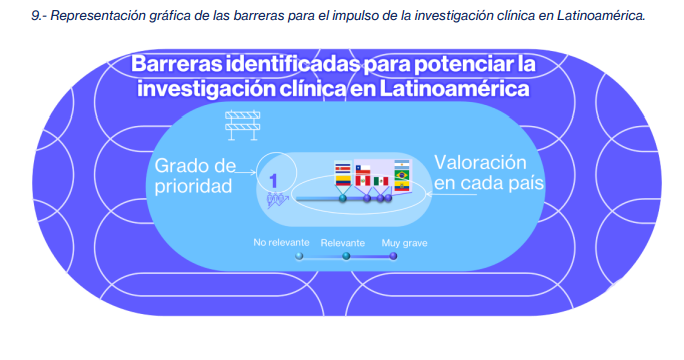 9.- Representación gráfica de las barreras para el impulso de la investigación clínica en Latinoamérica.
Barreras identificadas para potenciar la
investigación clínica en Latinoamérica
Grado de
prioridad
1
Valoración
en cada país
No relevante Relevante Muy grave